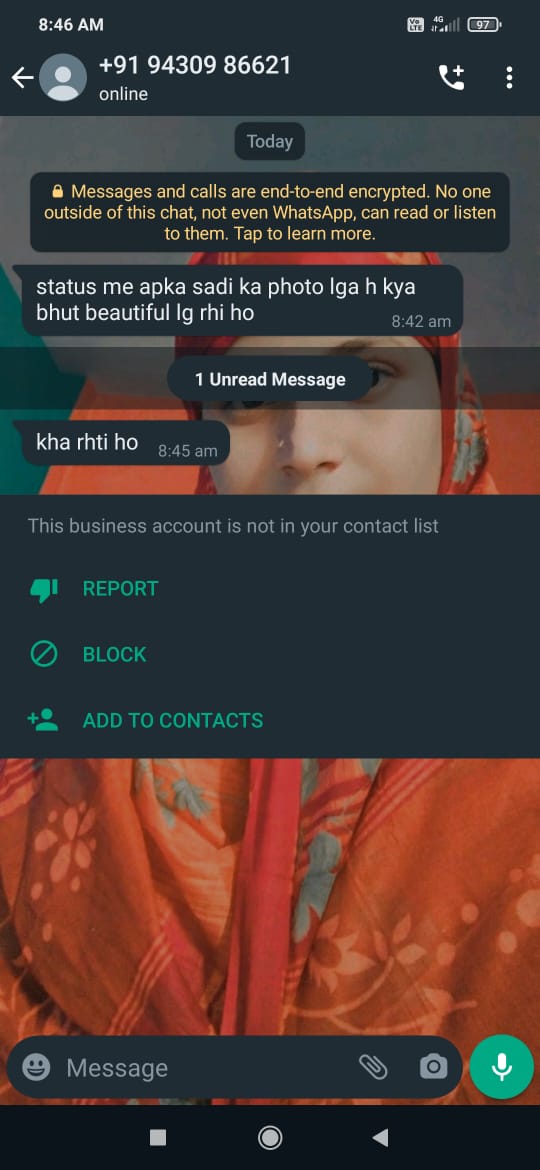 8:46 AM
Vo LTE 4G 97
+91 94309 86621
online
Today
Messages and calls are end-to-end encrypted. No one
outside of this chat, not even WhatsApp, can read or listen
to them. Tap to learn more.
status me apka sadi ka photo lga h kya
bhut beautiful lg rhi ho
8:42 am
1 Unread Message
kha rhti ho 8:45 am
This business account is not in your contact list
REPORT
BLOCK
ADD TO CONTACTS
Message